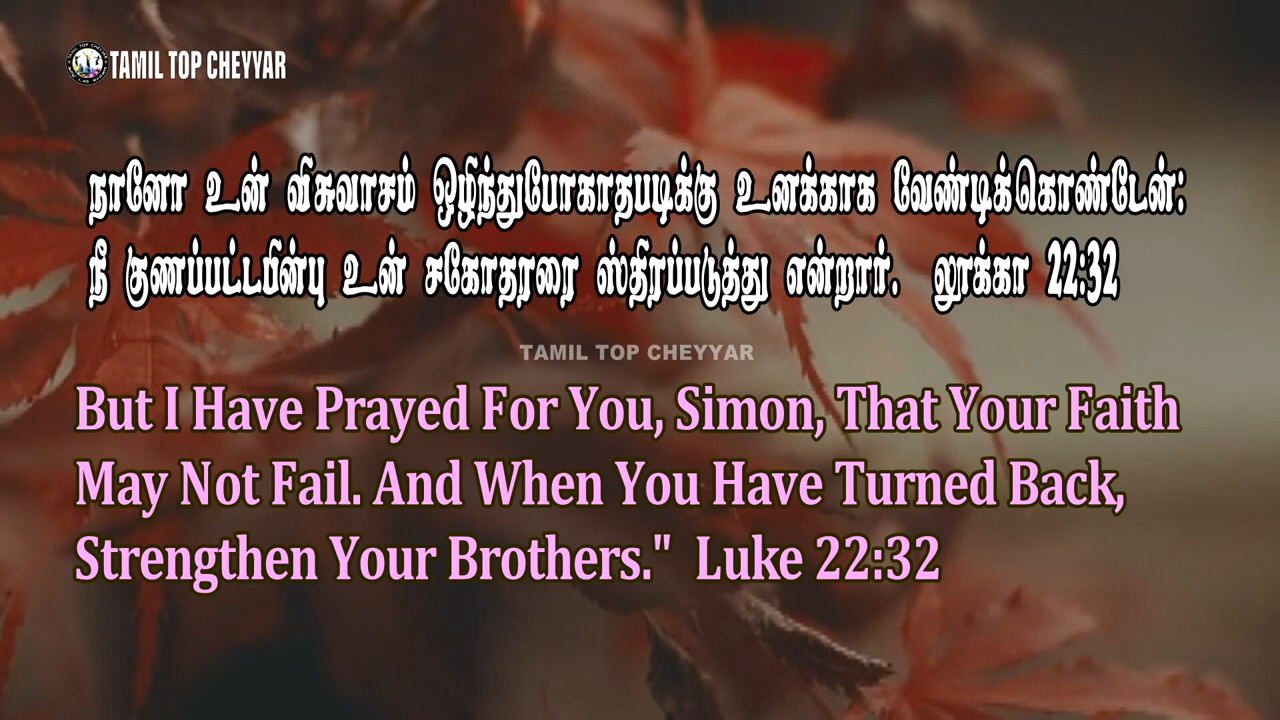 TAMIL TOP CHEYYAR
நானோ உன் விசுவாசம் ஒழிந்துபோகாதபடிக்கு உனக்காக வேண்டிக்கொண்டேன்:
நீ குணப்பட்டபின்பு உன் சகோதரரை ஸ்திரப்படுத்து என்றார். லூக்கா 22:32
TAMIL TOP CHEYYAR
But I Have Prayed For You, Simon, That Your Faith
May Not Fail. And When You Have Turned Back,
Strengthen Your Brothers." Luke 22:32